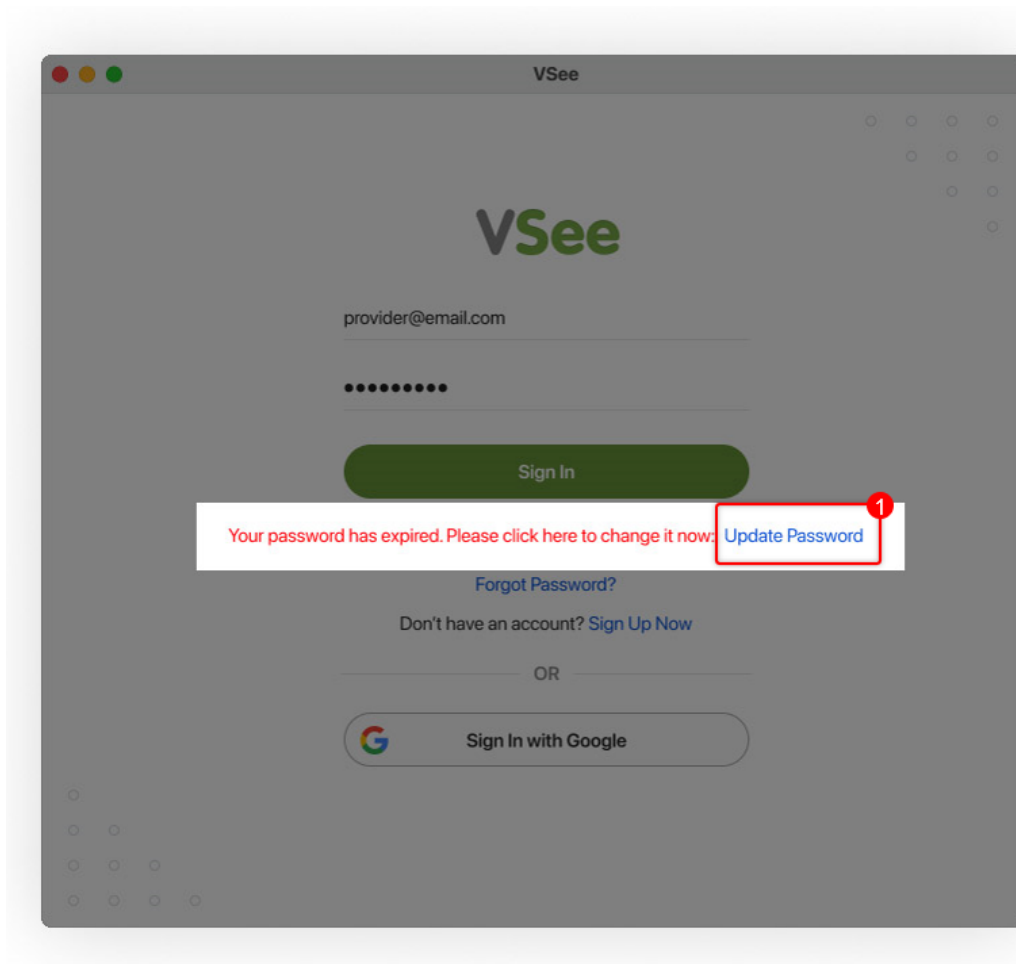 VSee
VSee
provider@email.com
•••••••••
Sign In
1
Your password has expired. Please click here to change it now: Update Password
Forgot Password?
Don't have an account? Sign Up Now
OR
G Sign In with Google